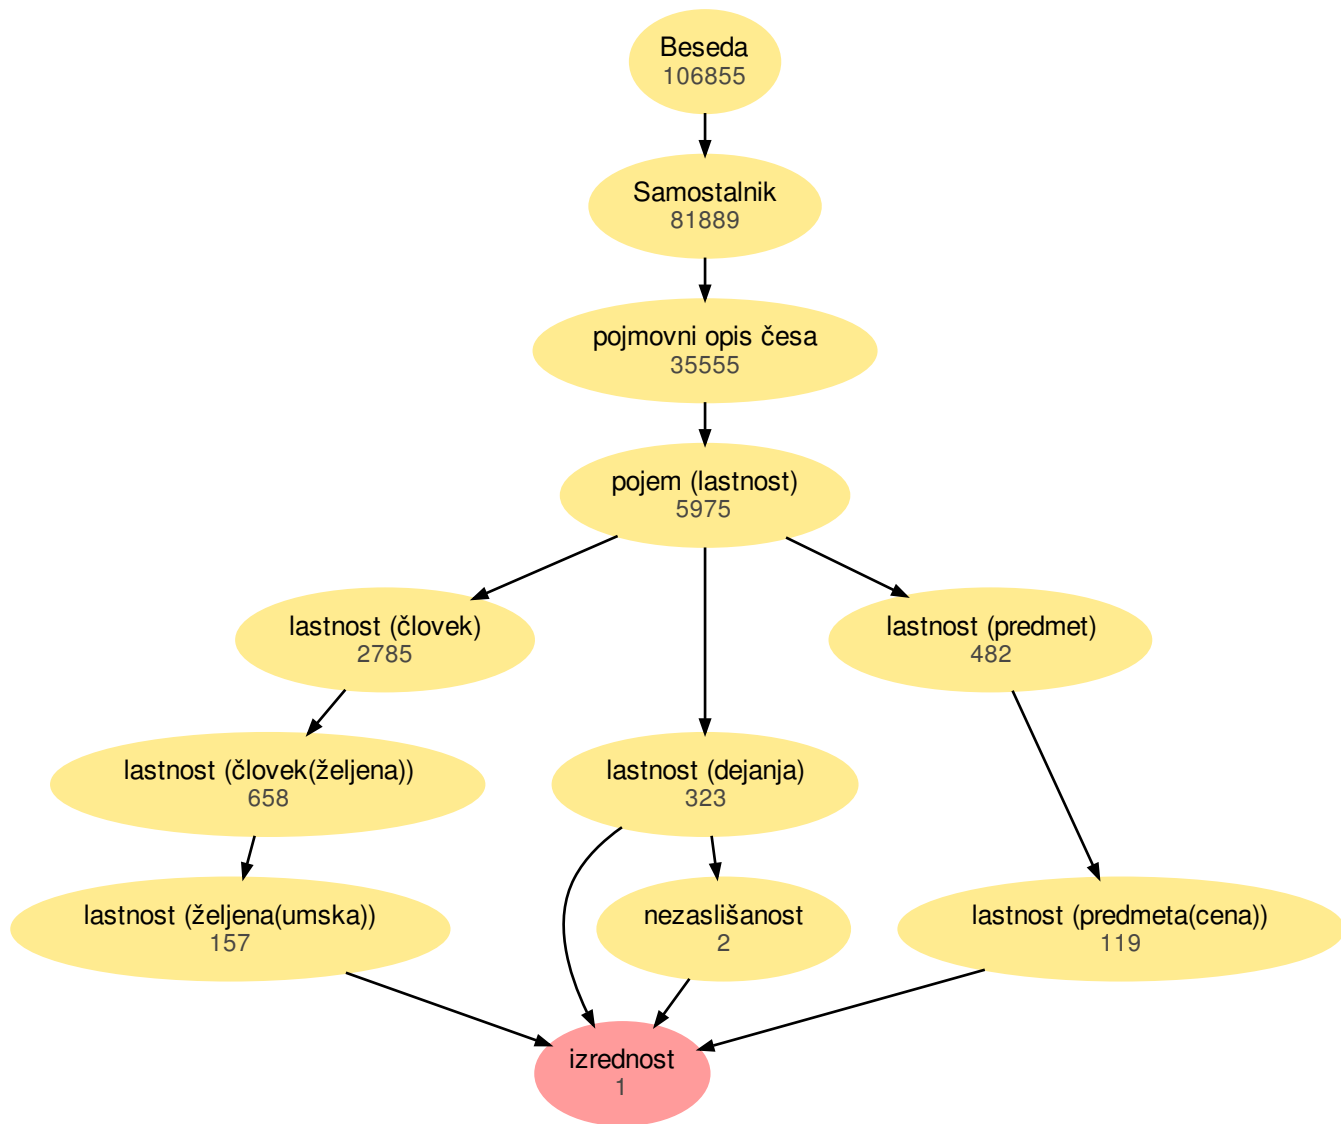 Beseda
106855
Samostalnik
81889
pojmovni opis česa
35555
pojem (lastnost)
5975
lastnost (človek)
2785
lastnost (predmet)
482
lastnost (človek(željena))
658
lastnost (dejanja)
323
lastnost (željena(umska))
157
nezaslišanost
2
lastnost (predmeta(cena))
119
izrednost
1